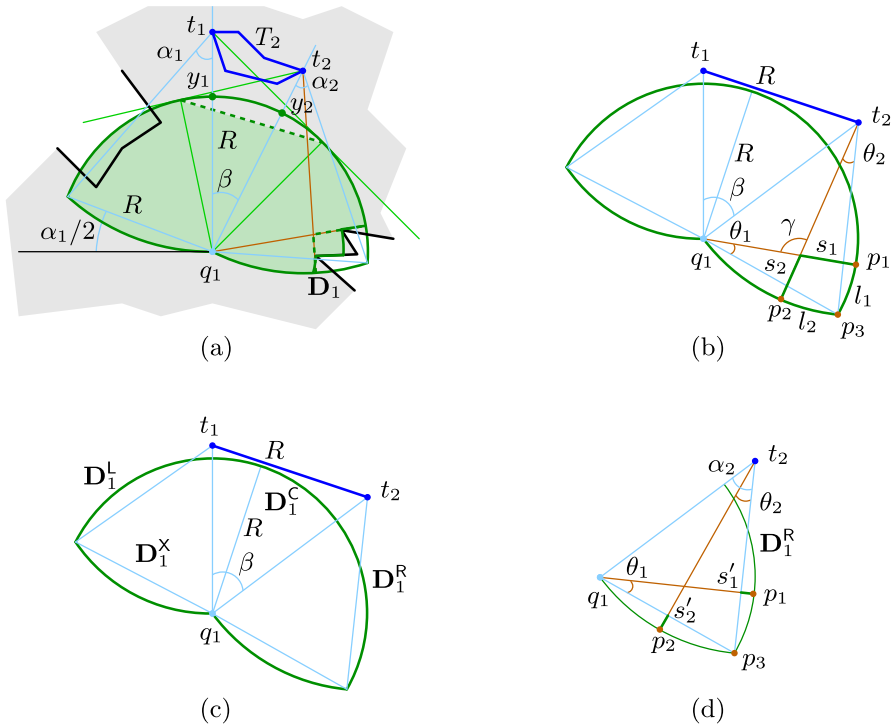 t₁
T₂
α₁
t₂
α₂
y₁
y₂
R
β
R
α₁/2
q₁
D₁
(a)
t₁
R
t₂
R
θ₂
β
γ
θ₁
s₁
q₁
s₂
p₁
l₁
p₂
l₂
p₃
(b)
t₁
R
D₁ᴸ
D₁ᶜ
t₂
R
D₁ˣ
β
D₁ᴿ
q₁
(c)
t₂
α₂
θ₂
D₁ᴿ
θ₁
s′₁
q₁
p₁
s′₂
p₂
p₃
(d)